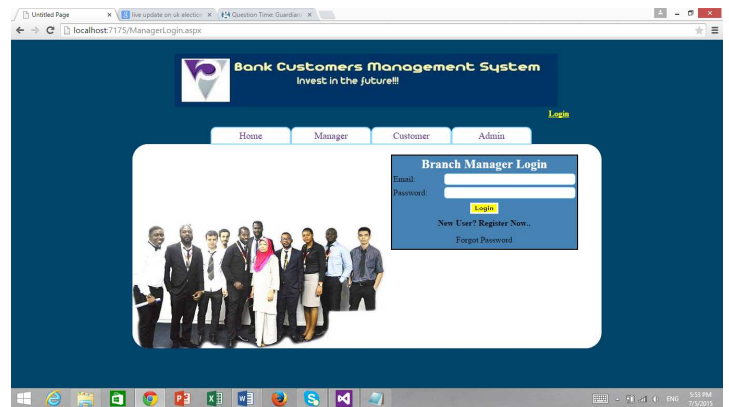 Untitled Page
live update on uk election
Question Time: Guardian
localhost:7175/ManagerLogin.aspx
Bank Customers Management System
Invest in the future!!!
Login
Home Manager Customer Admin
Branch Manager Login
Email:
Password:
Login
New User? Register Now..
Forgot Password
ENG
5:53 PM
7/5/2015